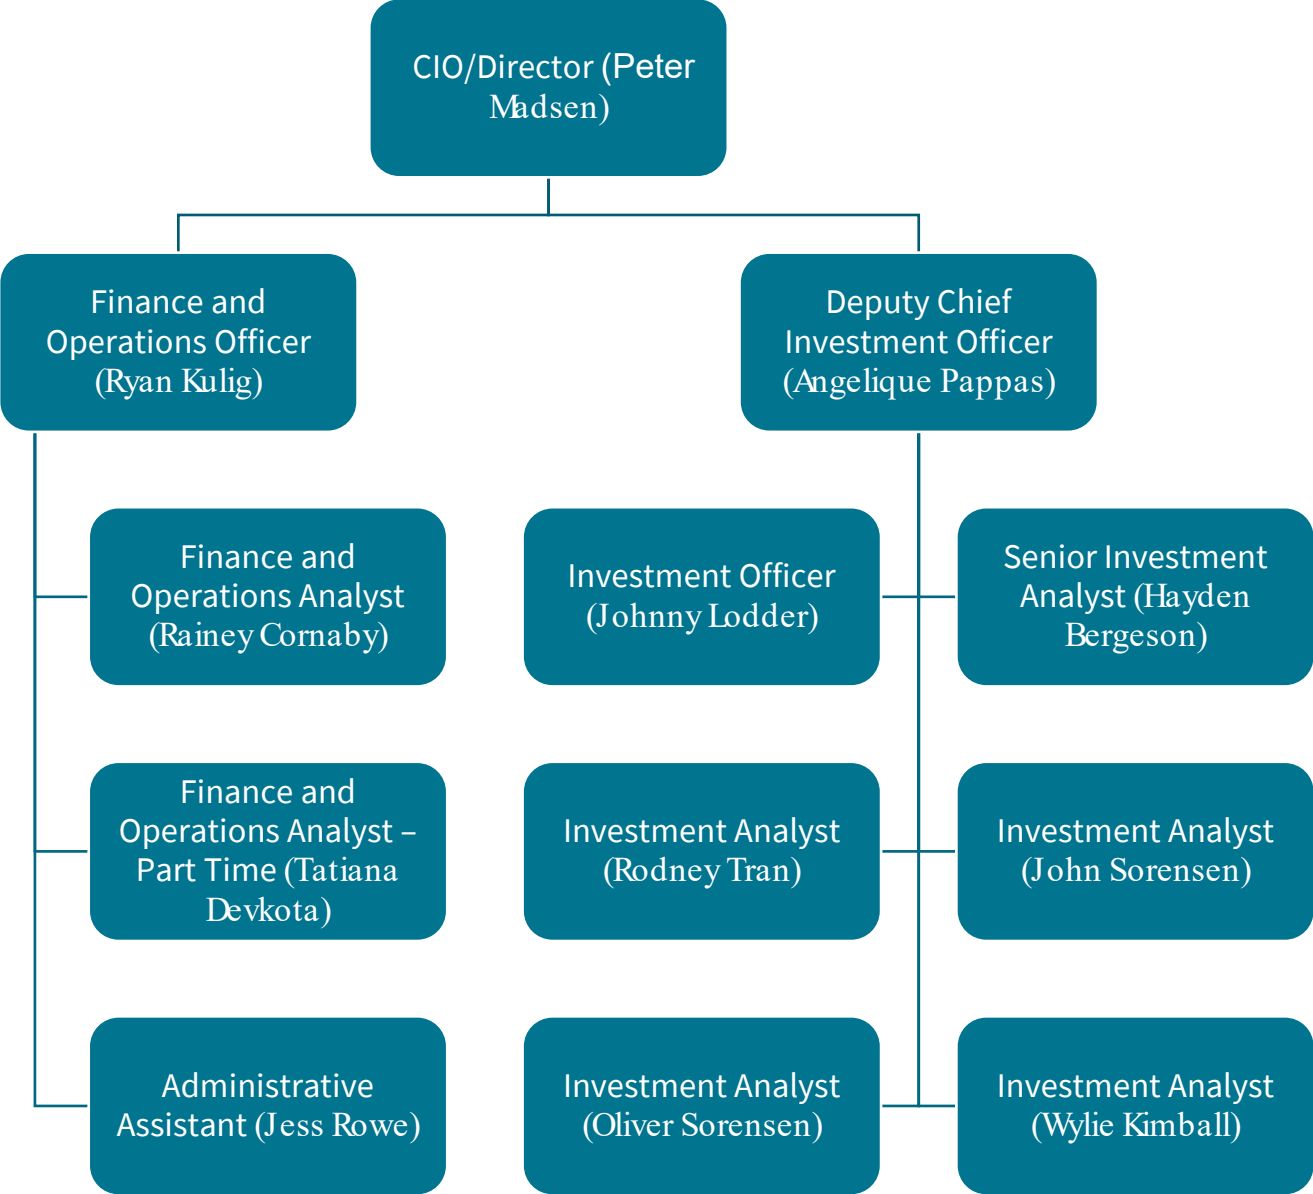 CIO/Director (Peter
Madsen)
Finance and
Operations Officer
(Ryan Kulig)
Deputy Chief
Investment Officer
(Angelique Pappas)
Finance and
Operations Analyst
(Rainey Cornaby)
Investment Officer
(Johnny Lodder)
Senior Investment
Analyst (Hayden
Bergeson)
Finance and
Operations Analyst –
Part Time (Tatiana
Devkota)
Investment Analyst
(Rodney Tran)
Investment Analyst
(John Sorensen)
Administrative
Assistant (Jess Rowe)
Investment Analyst
(Oliver Sorensen)
Investment Analyst
(Wylie Kimball)